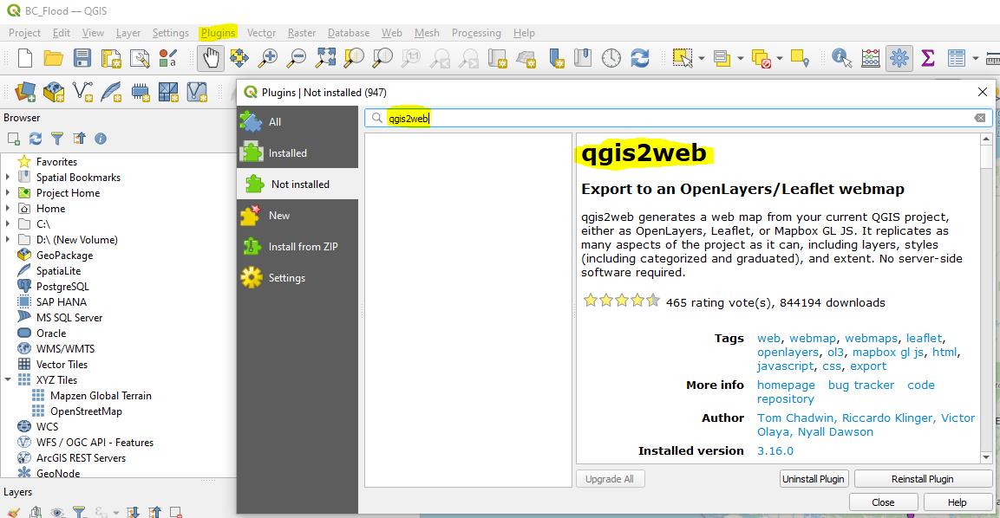 BC_Flood — QGIS
Project Edit View Layer Settings Plugins Vector Raster Database Web Mesh Processing Help
Plugins | Not installed (947)
Browser
Favorites
Spatial Bookmarks
Project Home
Home
C:\
D:\ (New Volume)
GeoPackage
SpatiaLite
PostgreSQL
SAP HANA
MS SQL Server
Oracle
WMS/WMTS
Vector Tiles
XYZ Tiles
Mapzen Global Terrain
OpenStreetMap
WCS
WFS / OGC API - Features
ArcGIS REST Servers
GeoNode
Layers
All
Installed
Not installed
New
Install from ZIP
Settings
qgis2web
qgis2web
Export to an OpenLayers/Leaflet webmap
qgis2web generates a web map from your current QGIS project,
either as OpenLayers, Leaflet, or Mapbox GL JS. It replicates as
many aspects of the project as it can, including layers, styles
(including categorized and graduated), and extent. No server-side
software required.
465 rating vote(s), 844194 downloads
Tags web, webmap, webmaps, leaflet,
openlayers, ol3, mapbox gl js, html,
javascript, css, export
More info homepage bug tracker code
repository
Author Tom Chadwin, Riccardo Klinger, Victor
Olaya, Nyall Dawson
Installed version 3.16.0
Upgrade All Uninstall Plugin Reinstall Plugin
Close Help